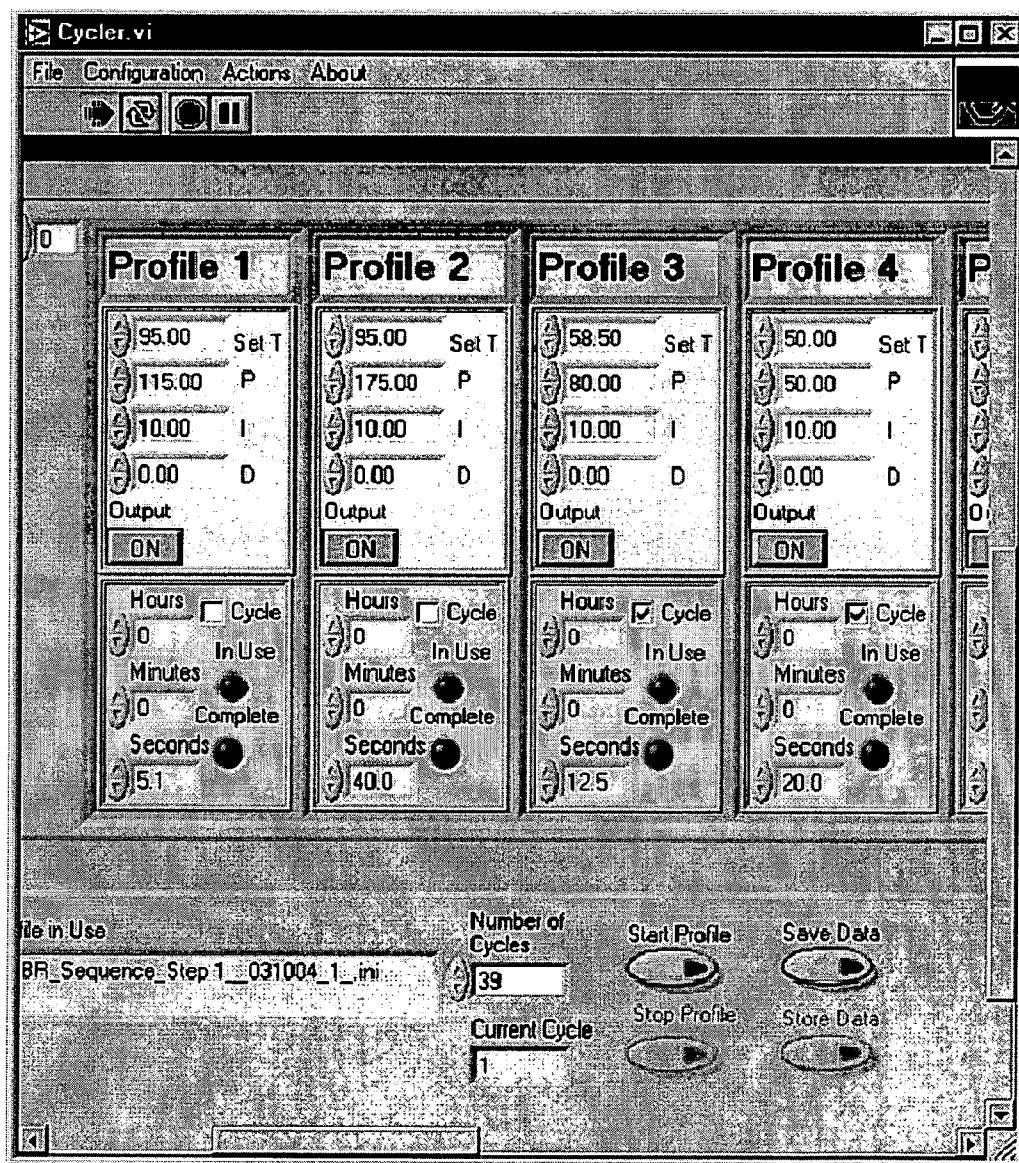 Cycler.vi
File Configuration Actions About
0
Profile 1 Profile 2 Profile 3 Profile 4 P
95.00 Set T 95.00 Set T 58.50 Set T 50.00 Set T
115.00 P 175.00 P 80.00 P 50.00 P
10.00 I 10.00 I 10.00 I 10.00 I
0.00 D 0.00 D 0.00 D 0.00 D
Output Output Output Output
ON ON ON ON
Hours Cycle Hours Cycle Hours Cycle Hours Cycle
0 In Use 0 In Use 0 In Use 0 In Use
Minutes Minutes Minutes Minutes
0 Complete 0 Complete 0 Complete 0 Complete
Seconds Seconds Seconds Seconds
5.1 40.0 12.5 20.0
file in Use
BR_Sequence_Step 1__031004_1_.ini
Number of
Cycles
39
Current Cycle
1
Start Profile Save Data
Stop Profile Store Data